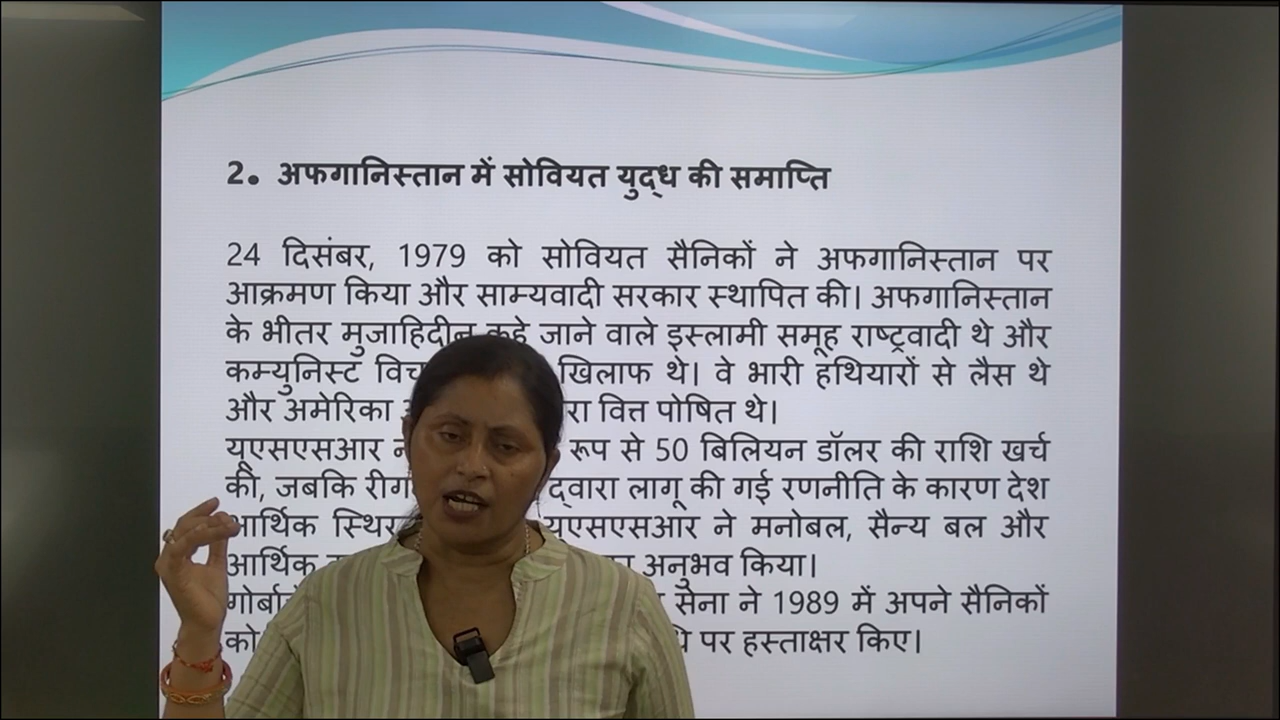 2. अफगानिस्तान में सोवियत युद्ध की समाप्ति
24 दिसंबर, 1979 को सोवियत सैनिकों ने अफगानिस्तान पर
आक्रमण किया और साम्यवादी सरकार स्थापित की। अफगानिस्तान
के भीतर मुजाहिदीन कहे जाने वाले इस्लामी समूह राष्ट्रवादी थे और
कम्युनिस्ट खिलाफ थे। वे भारी हथियारों से लैस थे
और अमेरिका वित्त पोषित थे।
यूएसएसआर रूप से 50 बिलियन डॉलर की राशि खर्च
की, जबकि द्वारा लागू की गई रणनीति के कारण देश
आर्थिक यूएसएसआर ने मनोबल, सैन्य बल और
आर्थिक अनुभव किया।
सेना ने 1989 में अपने सैनिकों
को पर हस्ताक्षर किए।